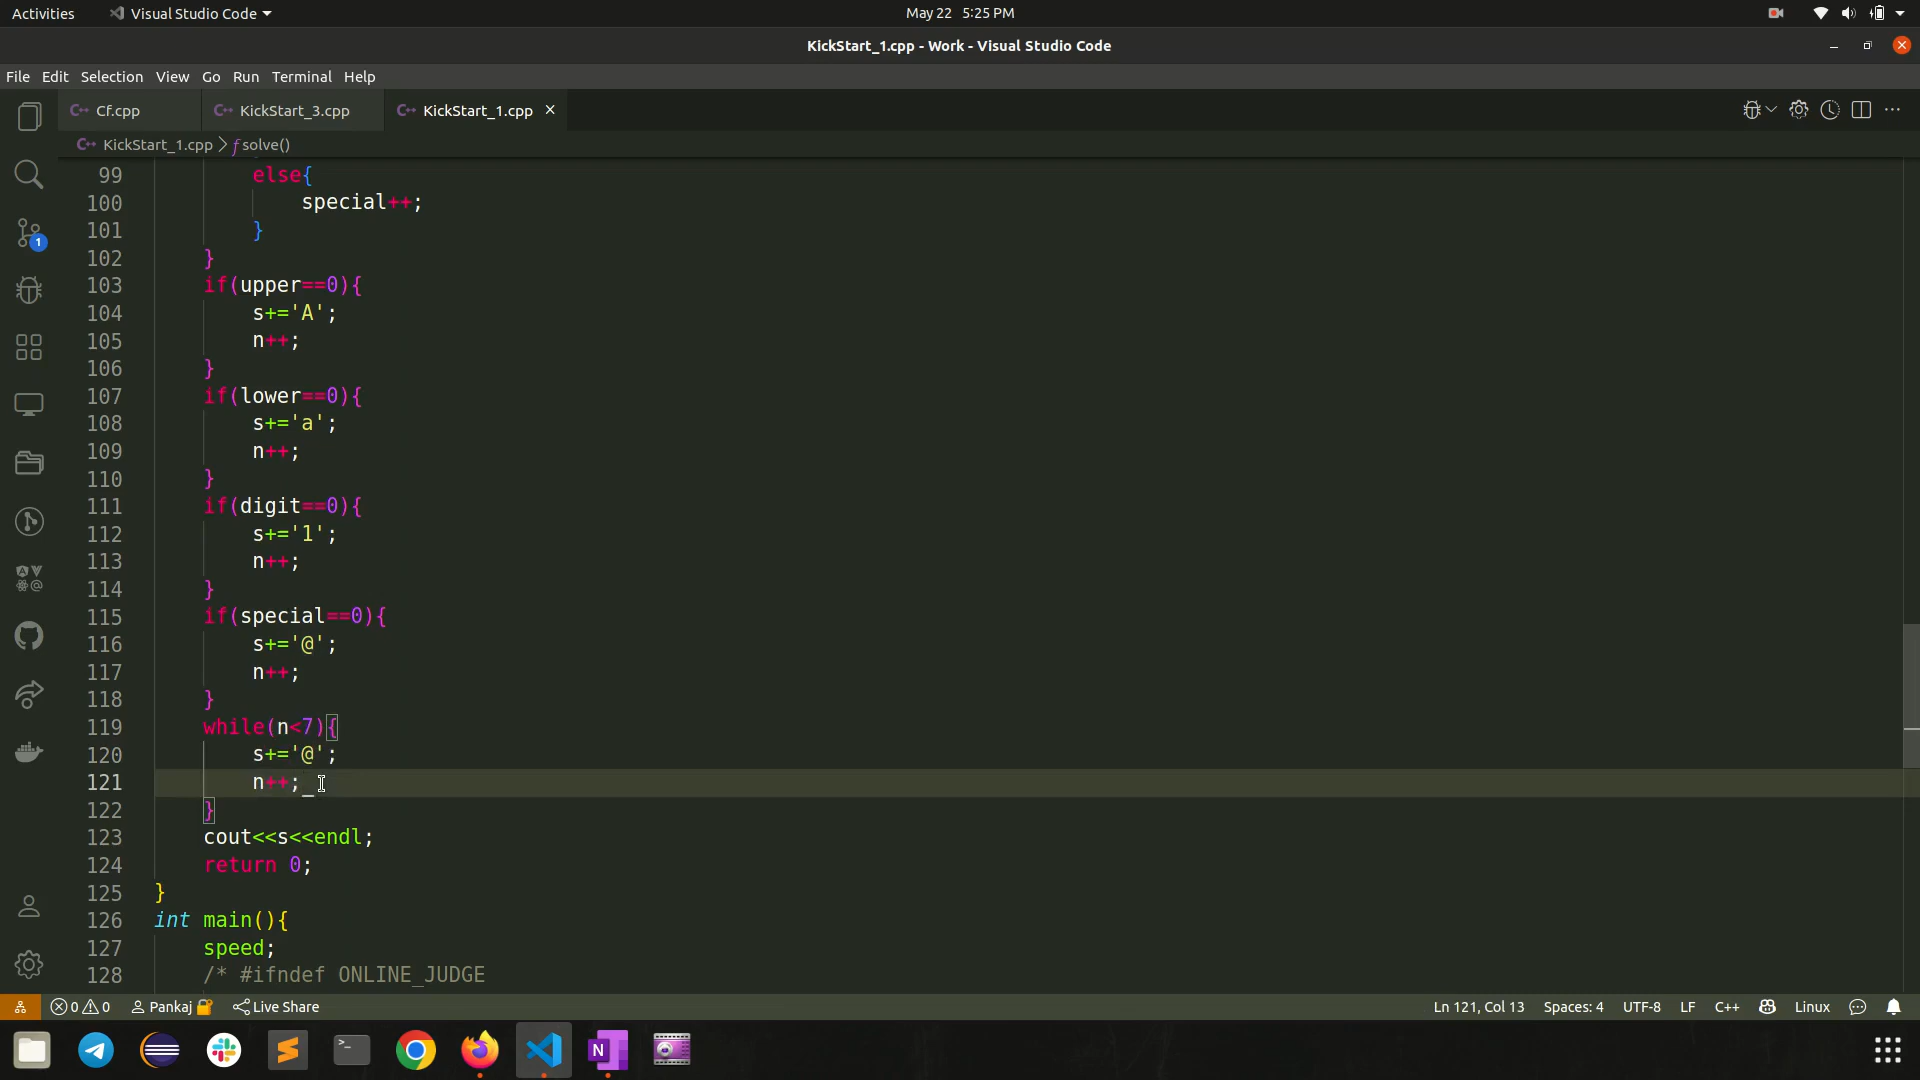 Activities Visual Studio Code May 22 5:25 PM
KickStart_1.cpp - Work - Visual Studio Code
File Edit Selection View Go Run Terminal Help
Cf.cpp KickStart_3.cpp KickStart_1.cpp
KickStart_1.cpp > solve()
99 else{
100 special++;
101 }
102 }
103 if(upper==0){
104 s+='A';
105 n++;
106 }
107 if(lower==0){
108 s+='a';
109 n++;
110 }
111 if(digit==0){
112 s+='1';
113 n++;
114 }
115 if(special==0){
116 s+='@';
117 n++;
118 }
119 while(n<7){
120 s+='@';
121 n++;
122 }
123 cout<<s<<endl;
124 return 0;
125 }
126 int main(){
127 speed;
128 /* #ifndef ONLINE_JUDGE
1
0 0 Pankaj Live Share Ln 121, Col 13 Spaces: 4 UTF-8 LF C++ Linux